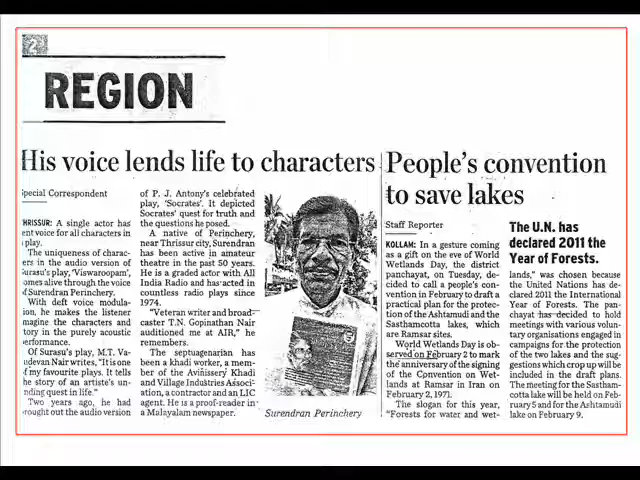 2
REGION
His voice lends life to characters
Special Correspondent
THRISSUR: A single actor has
lent voice for all characters in
a play.
The uniqueness of charac-
ters in the audio version of
Surasu's play, 'Viswaroopam',
comes alive through the voice
of Surendran Perinchery.
With deft voice modula-
tion, he makes the listener
imagine the characters and
story in the purely acoustic
performance.
Of Surasu's play, M.T. Va-
sudevan Nair writes, "It is one
of my favourite plays. It tells
the story of an artiste's un-
ending quest in life."
Two years ago, he had
brought out the audio version
of P. J. Antony's celebrated
play, 'Socrates'. It depicted
Socrates' quest for truth and
the questions he posed.
A native of Perinchery,
near Thrissur city, Surendran
has been active in amateur
theatre in the past 50 years.
He is a graded actor with All
India Radio and has acted in
countless radio plays since
1974.
"Veteran writer and broad-
caster T.N. Gopinathan Nair
auditioned me at AIR," he
remembers.
The septuagenarian has
been a khadi worker, a mem-
ber of the Avinissery Khadi
and Village Industries Associ-
ation, a contractor and an LIC
agent. He is a proof-reader in
a Malayalam newspaper.
Surendran Perinchery
People's convention
to save lakes
Staff Reporter
KOLLAM: In a gesture coming
as a gift on the eve of World
Wetlands Day, the district
panchayat, on Tuesday, de-
cided to call a people's con-
vention in February to draft a
practical plan for the protec-
tion of the Ashtamudi and the
Sasthamcotta lakes, which
are Ramsar sites.
World Wetlands Day is ob-
served on February 2 to mark
the anniversary of the signing
of the Convention on Wet-
lands at Ramsar in Iran on
February 2, 1971.
The slogan for this year,
"Forests for water and wet-
The U.N. has
declared 2011 the
Year of Forests.
lands," was chosen because
the United Nations has de-
clared 2011 the International
Year of Forests. The pan-
chayat has decided to hold
meetings with various volun-
tary organisations engaged in
campaigns for the protection
of the two lakes and the sug-
gestions which crop up will be
included in the draft plans.
The meeting for the Sastham-
cotta lake will be held on Feb-
ruary 5 and for the Ashtamudi
lake on February 9.